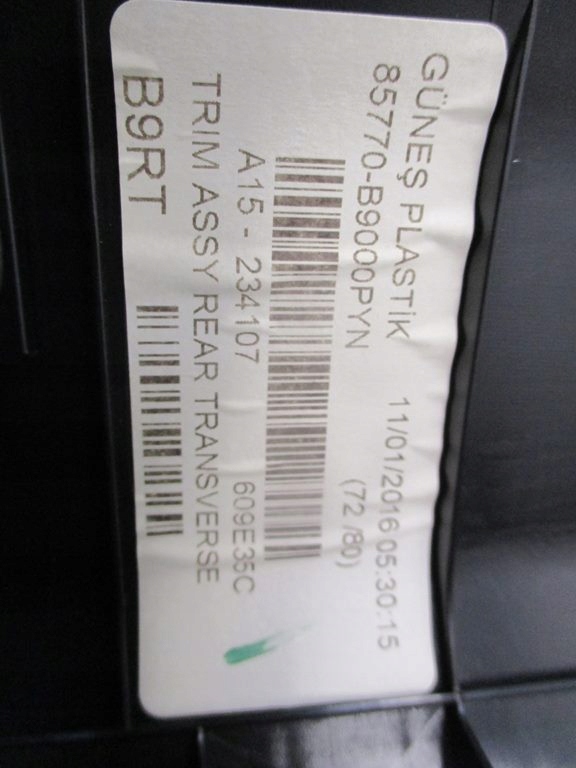 GÜNEŞ PLASTİK 11/01/2016 05:30:15
85770-B9000PYN (72 /80)
A15 - 234107 609E35C
TRIM ASSY REAR TRANSVERSE
B9RT